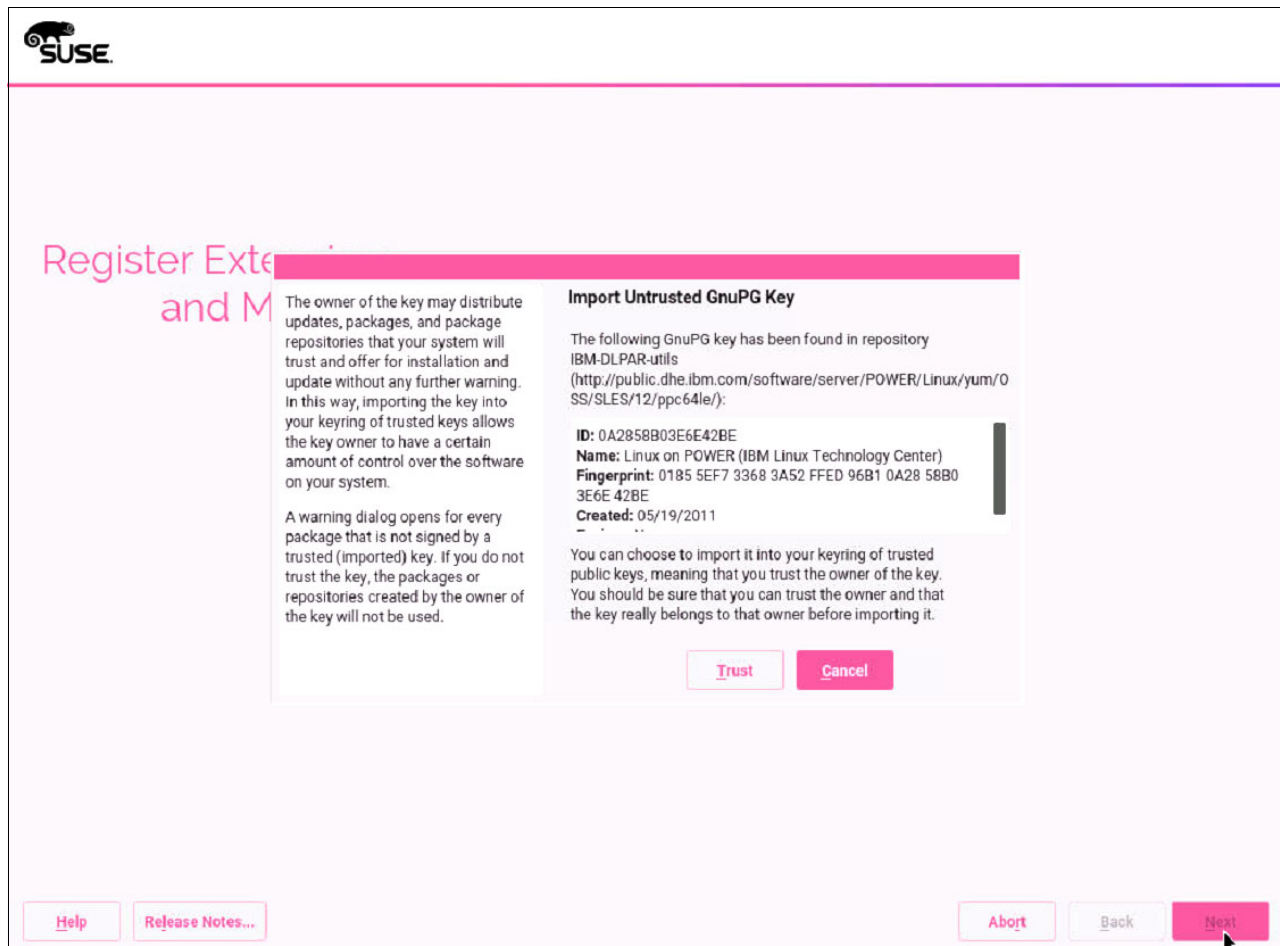 SUSE.
Register Exte
and M
The owner of the key may distribute
updates, packages, and package
repositories that your system will
trust and offer for installation and
update without any further warning.
In this way, importing the key into
your keyring of trusted keys allows
the key owner to have a certain
amount of control over the software
on your system.
A warning dialog opens for every
package that is not signed by a
trusted (imported) key. If you do not
trust the key, the packages or
repositories created by the owner of
the key will not be used.
Import Untrusted GnuPG Key
The following GnuPG key has been found in repository
IBM-DLPAR-utils
(http://public.dhe.ibm.com/software/server/POWER/Linux/yum/O
SS/SLES/12/ppc64le/):
ID: 0A2858B03E6E42BE
Name: Linux on POWER (IBM Linux Technology Center)
Fingerprint: 0185 5EF7 3368 3A52 FFED 96B1 0A28 58B0
3E6E 42BE
Created: 05/19/2011
You can choose to import it into your keyring of trusted
public keys, meaning that you trust the owner of the key.
You should be sure that you can trust the owner and that
the key really belongs to that owner before importing it.
Trust Cancel
Help Release Notes... Abort Back Next